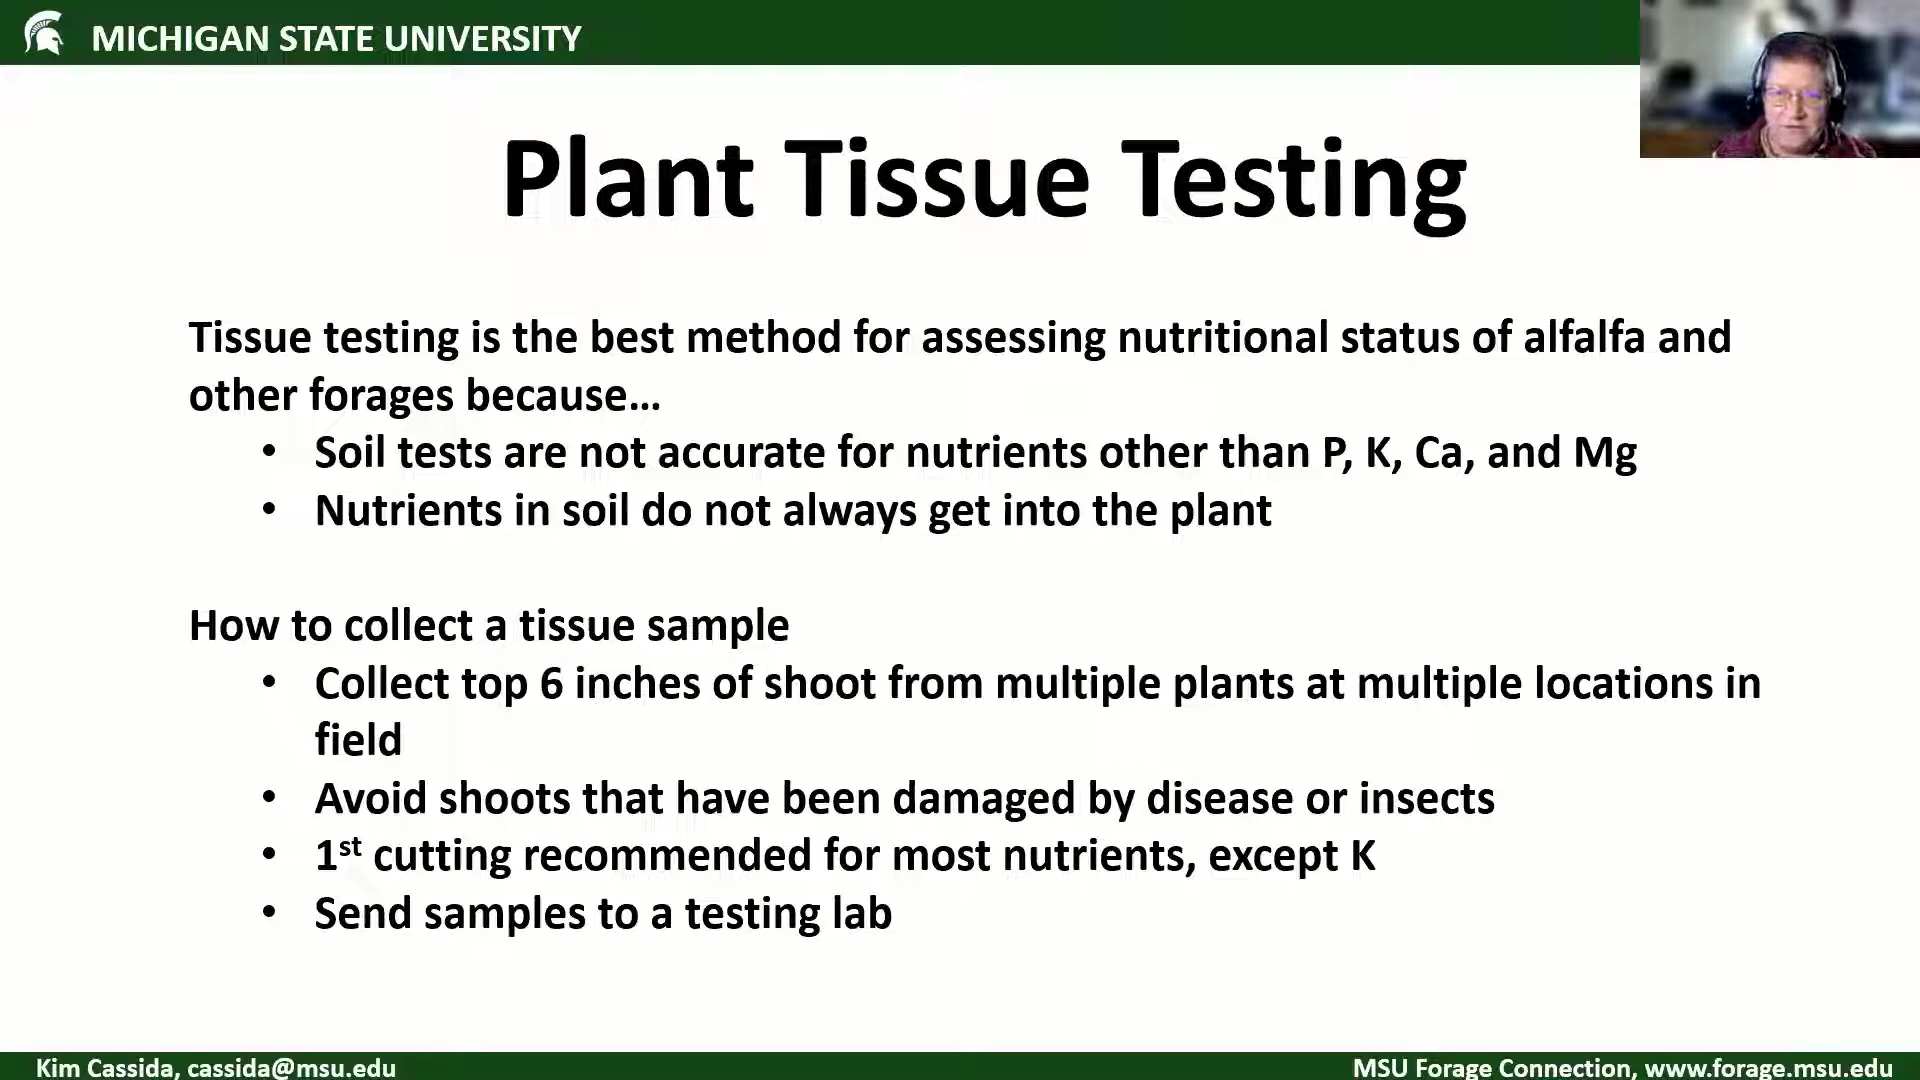 MICHIGAN STATE UNIVERSITY
Plant Tissue Testing
Tissue testing is the best method for assessing nutritional status of alfalfa and
other forages because…
• Soil tests are not accurate for nutrients other than P, K, Ca, and Mg
• Nutrients in soil do not always get into the plant
How to collect a tissue sample
• Collect top 6 inches of shoot from multiple plants at multiple locations in
field
• Avoid shoots that have been damaged by disease or insects
• 1st cutting recommended for most nutrients, except K
• Send samples to a testing lab
Kim Cassida, cassida@msu.edu
MSU Forage Connection, www.forage.msu.edu